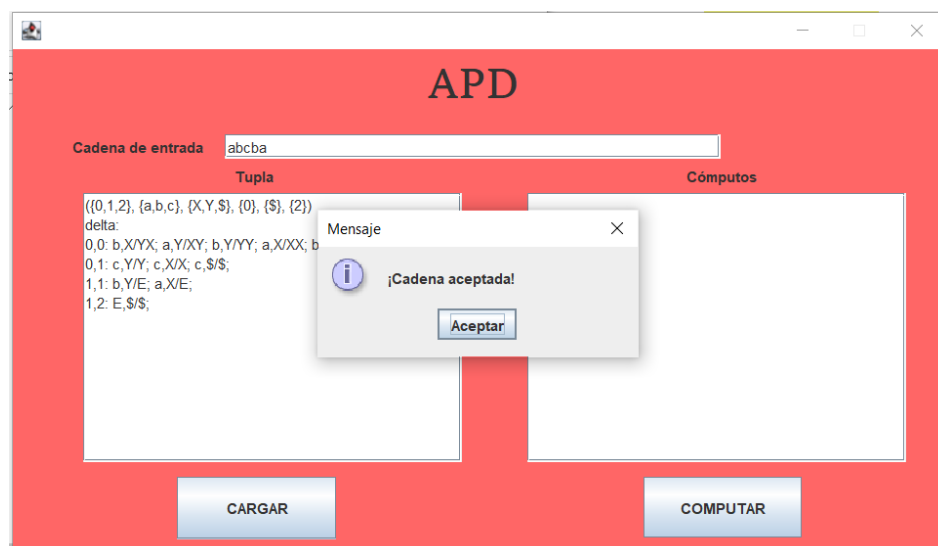 APD
Cadena de entrada abcba
Tupla
Cómputos
({0,1,2}, {a,b,c}, {X,Y,$}, {0}, {$}, {2})
delta:
0,0: b,X/YX; a,Y/XY; b,Y/YY; a,X/XX; b
0,1: c,Y/Y; c,X/X; c,$/$;
1,1: b,Y/E; a,X/E;
1,2: E,$/$;
Mensaje
¡Cadena aceptada!
Aceptar
CARGAR
COMPUTAR